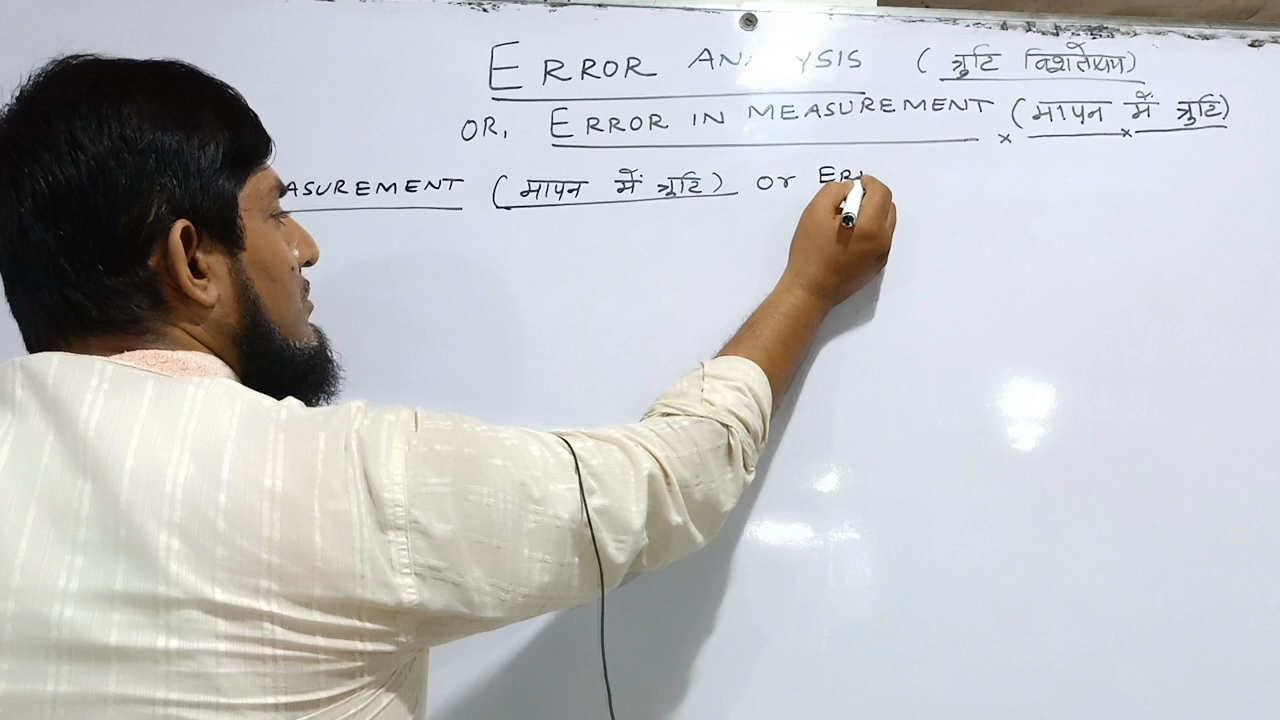 ERROR ANALYSIS (त्रुटि विश्लेषण)
OR, ERROR IN MEASUREMENT (मापन में त्रुटि)
ASUREMENT (मापन में त्रुटि) or ER